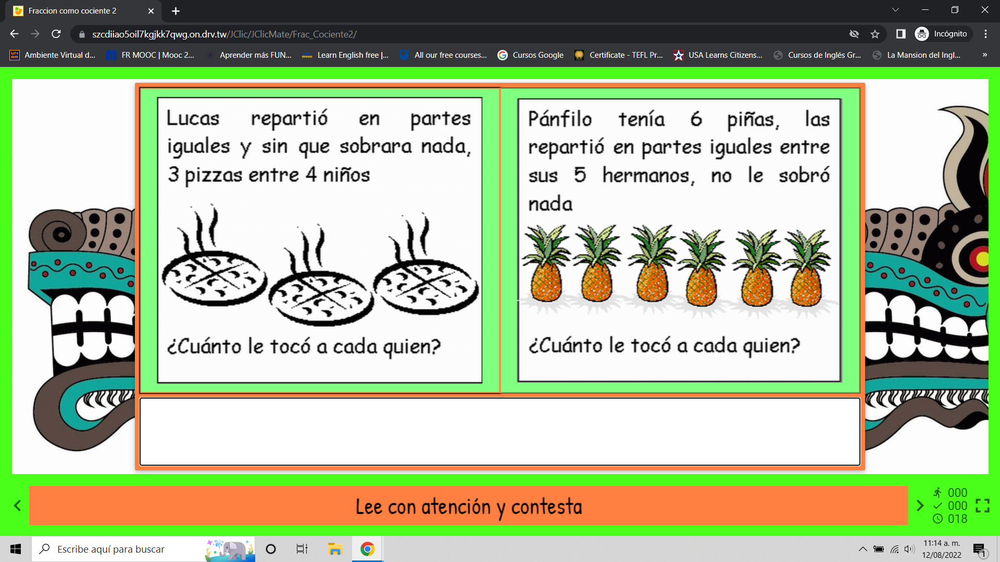 Fraccion como cociente 2
szcdiiao5oil7kgjkk7qwg.on.drv.tw/JClic/JClicMate/Frac_Cociente2/
Incógnito
UNAM Ambiente Virtual d...
FR MOOC | Mooc 2...
Aprender más FUN...
mooc Learn English free |...
All our free courses...
Cursos Google
Certificate - TEFL Pr...
USA Learns Citizens...
Cursos de Inglés Gr...
La Mansion del Ingl...
»
Lucas repartió en partes
iguales y sin que sobrara nada,
3 pizzas entre 4 niños
¿Cuánto le tocó a cada quien?
Pánfilo tenía 6 piñas, las
repartió en partes iguales entre
sus 5 hermanos, no le sobró
nada
¿Cuánto le tocó a cada quien?
Lee con atención y contesta
000
000
018
Escribe aquí para buscar
11:14 a. m.
12/08/2022
1